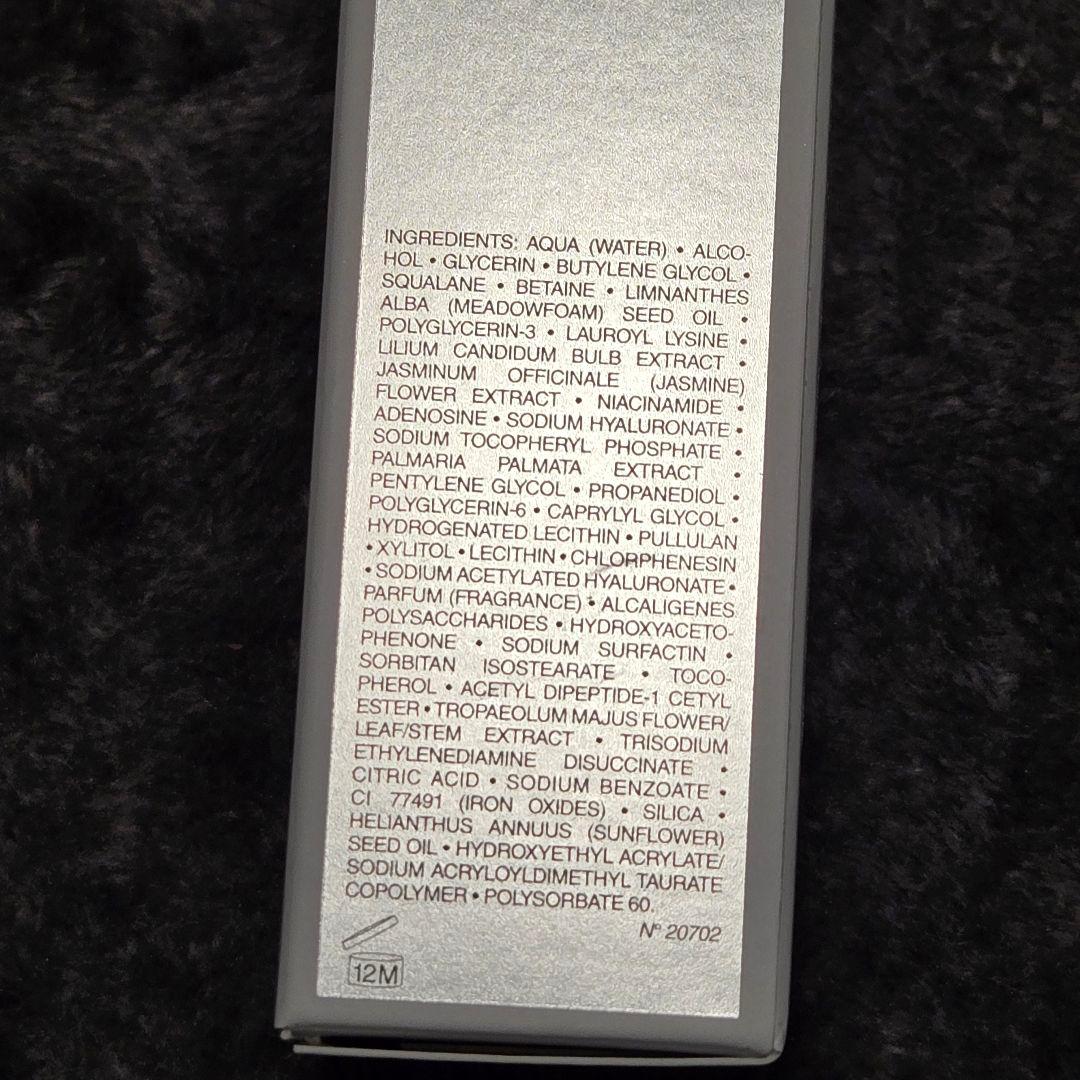 INGREDIENTS: AQUA (WATER) • ALCO-
HOL • GLYCERIN • BUTYLENE GLYCOL •
SQUALANE • BETAINE • LIMNANTHES
ALBA (MEADOWFOAM) SEED OIL •
POLYGLYCERIN-3 • LAUROYL LYSINE •
LILIUM CANDIDUM BULB EXTRACT •
JASMINUM OFFICINALE (JASMINE)
FLOWER EXTRACT • NIACINAMIDE •
ADENOSINE • SODIUM HYALURONATE •
SODIUM TOCOPHERYL PHOSPHATE •
PALMARIA PALMATA EXTRACT •
PENTYLENE GLYCOL • PROPANEDIOL •
POLYGLYCERIN-6 • CAPRYLYL GLYCOL •
HYDROGENATED LECITHIN • PULLULAN
• XYLITOL • LECITHIN • CHLORPHENESIN
• SODIUM ACETYLATED HYALURONATE •
PARFUM (FRAGRANCE) • ALCALIGENES
POLYSACCHARIDES • HYDROXYACETO-
PHENONE • SODIUM SURFACTIN •
SORBITAN ISOSTEARATE • TOCO-
PHEROL • ACETYL DIPEPTIDE-1 CETYL
ESTER • TROPAEOLUM MAJUS FLOWER/
LEAF/STEM EXTRACT • TRISODIUM
ETHYLENEDIAMINE DISUCCINATE •
CITRIC ACID • SODIUM BENZOATE •
CI 77491 (IRON OXIDES) • SILICA •
HELIANTHUS ANNUUS (SUNFLOWER)
SEED OIL • HYDROXYETHYL ACRYLATE/
SODIUM ACRYLOYLDIMETHYL TAURATE
COPOLYMER • POLYSORBATE 60.
N° 20702
12M